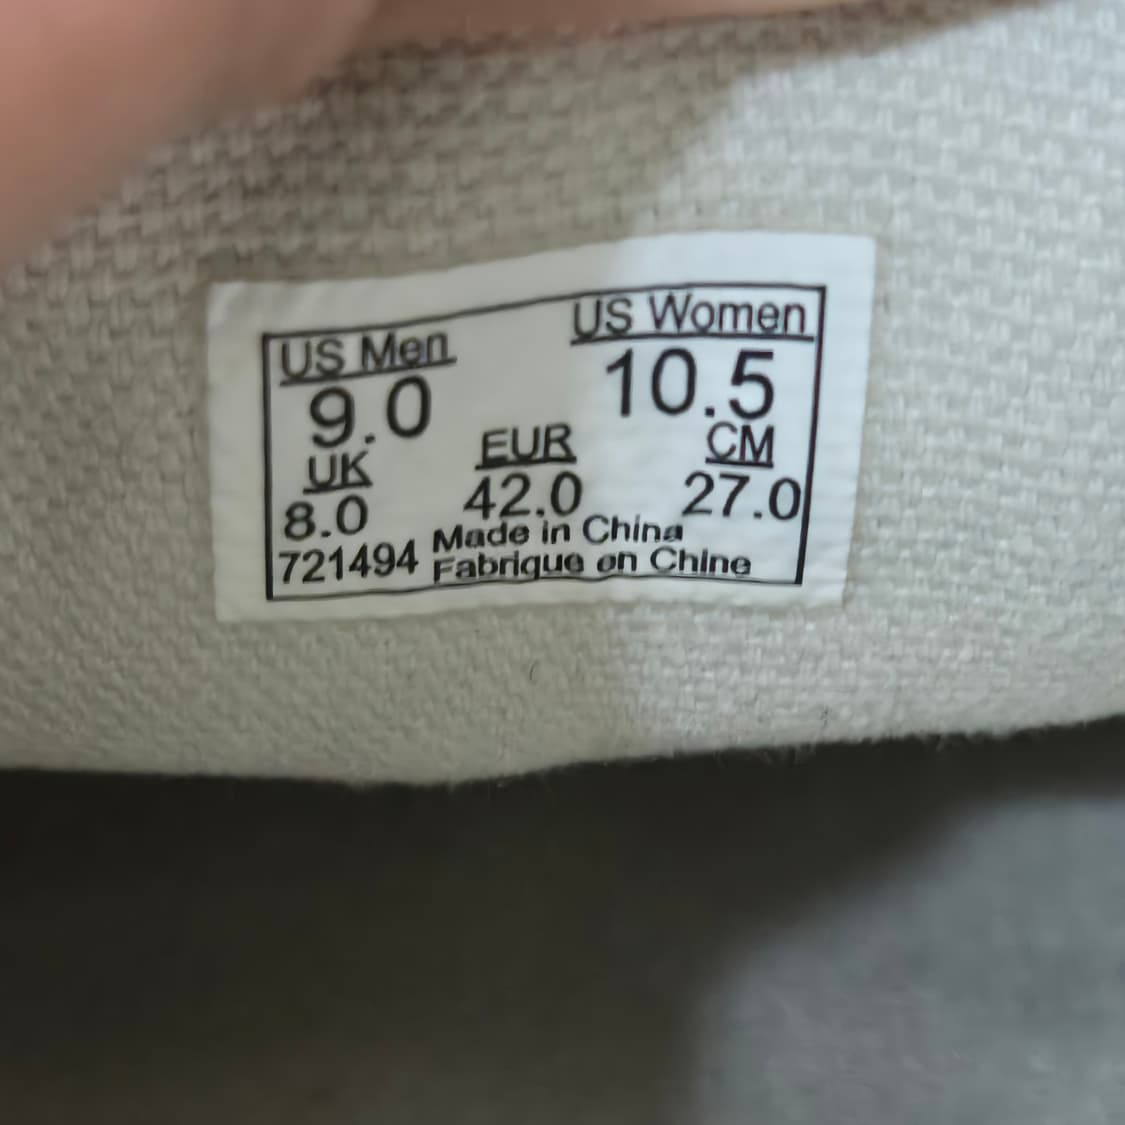 US Men US Women
9.0 10.5
UK EUR CM
8.0 42.0 27.0
721494 Made in China
Fabrique en Chine